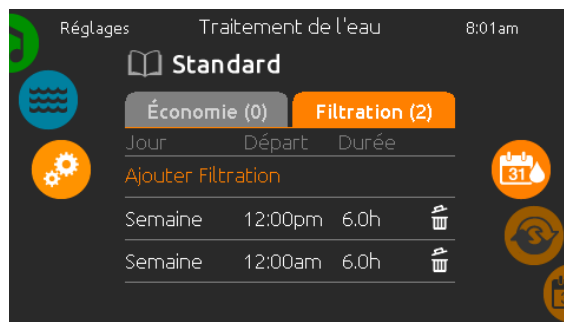 Réglages Traitement de l'eau 8:01am
Standard
Économie (0) Filtration (2)
Jour Départ Durée
Ajouter Filtration
31
Semaine 12:00pm 6.0h
Semaine 12:00am 6.0h